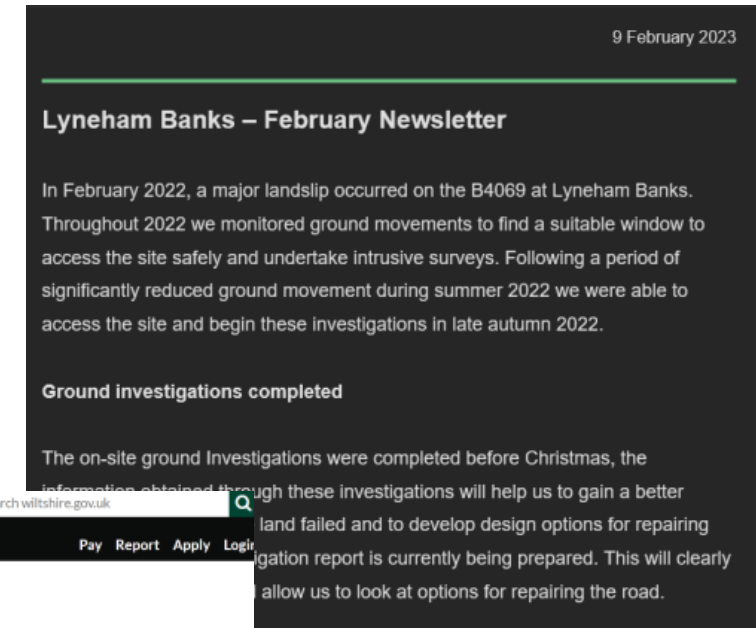 9 February 2023
Lyneham Banks – February Newsletter
In February 2022, a major landslip occurred on the B4069 at Lyneham Banks.
Throughout 2022 we monitored ground movements to find a suitable window to
access the site safely and undertake intrusive surveys. Following a period of
significantly reduced ground movement during summer 2022 we were able to
access the site and begin these investigations in late autumn 2022.
Ground investigations completed
The on-site ground Investigations were completed before Christmas, the
information obtained through these investigations will help us to gain a better
land failed and to develop design options for repairing
report is currently being prepared. This will clearly
allow us to look at options for repairing the road.
wiltshire.gov.uk
Pay Report Apply Login